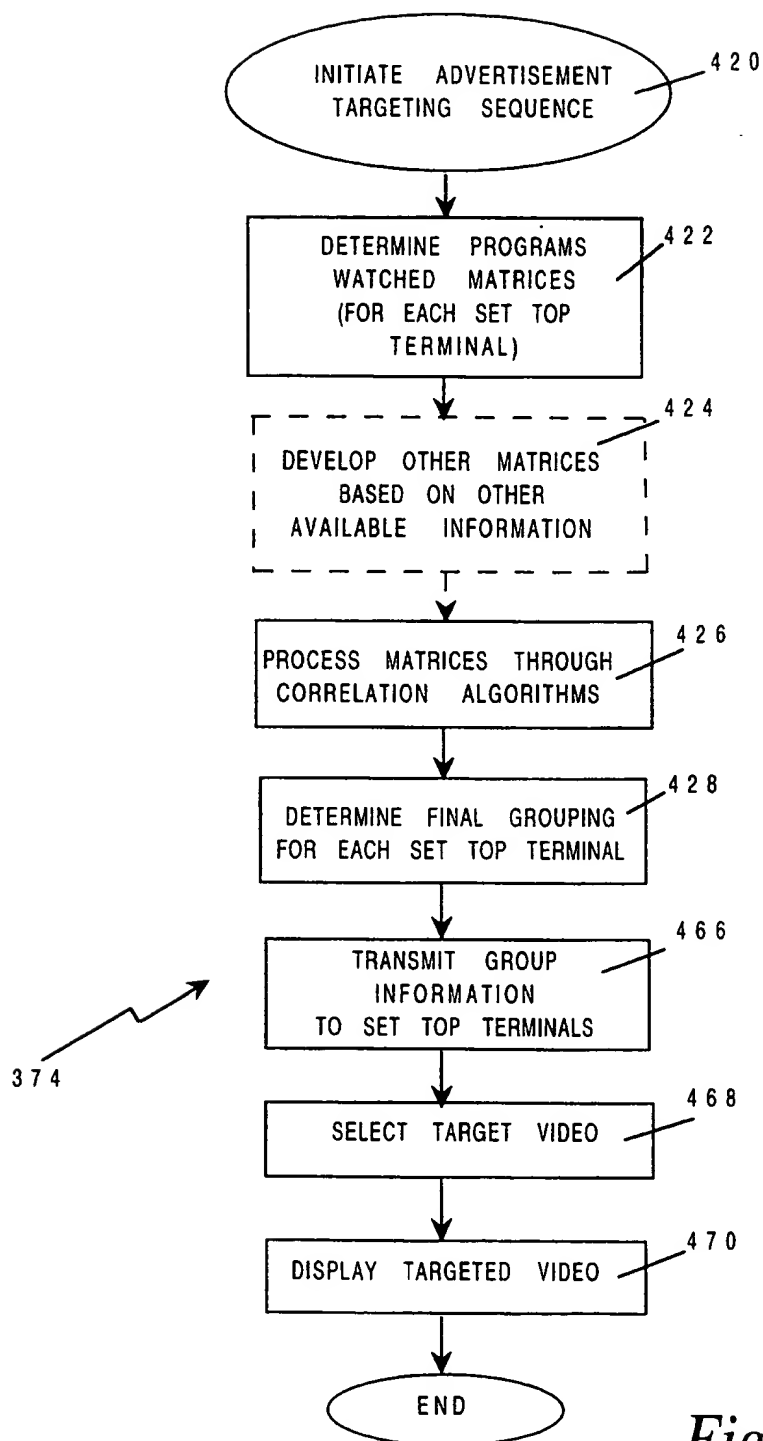 INITIATE ADVERTISEMENT
TARGETING SEQUENCE
420
DETERMINE PROGRAMS
WATCHED MATRICES
(FOR EACH SET TOP
TERMINAL)
422
DEVELOP OTHER MATRICES
BASED ON OTHER
AVAILABLE INFORMATION
424
PROCESS MATRICES THROUGH
CORRELATION ALGORITHMS
426
DETERMINE FINAL GROUPING
FOR EACH SET TOP TERMINAL
428
TRANSMIT GROUP
INFORMATION
TO SET TOP TERMINALS
466
374
SELECT TARGET VIDEO
468
DISPLAY TARGETED VIDEO
470
END
Fig